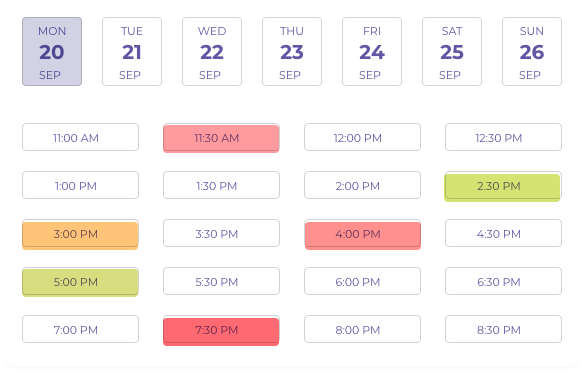 MON TUE WED THU FRI SAT SUN
20 21 22 23 24 25 26
SEP SEP SEP SEP SEP SEP SEP
11:00 AM 11:30 AM 12:00 PM 12:30 PM
1:00 PM 1:30 PM 2:00 PM 2.30 PM
3:00 PM 3:30 PM 4:00 PM 4:30 PM
5:00 PM 5:30 PM 6:00 PM 6:30 PM
7:00 PM 7:30 PM 8:00 PM 8:30 PM